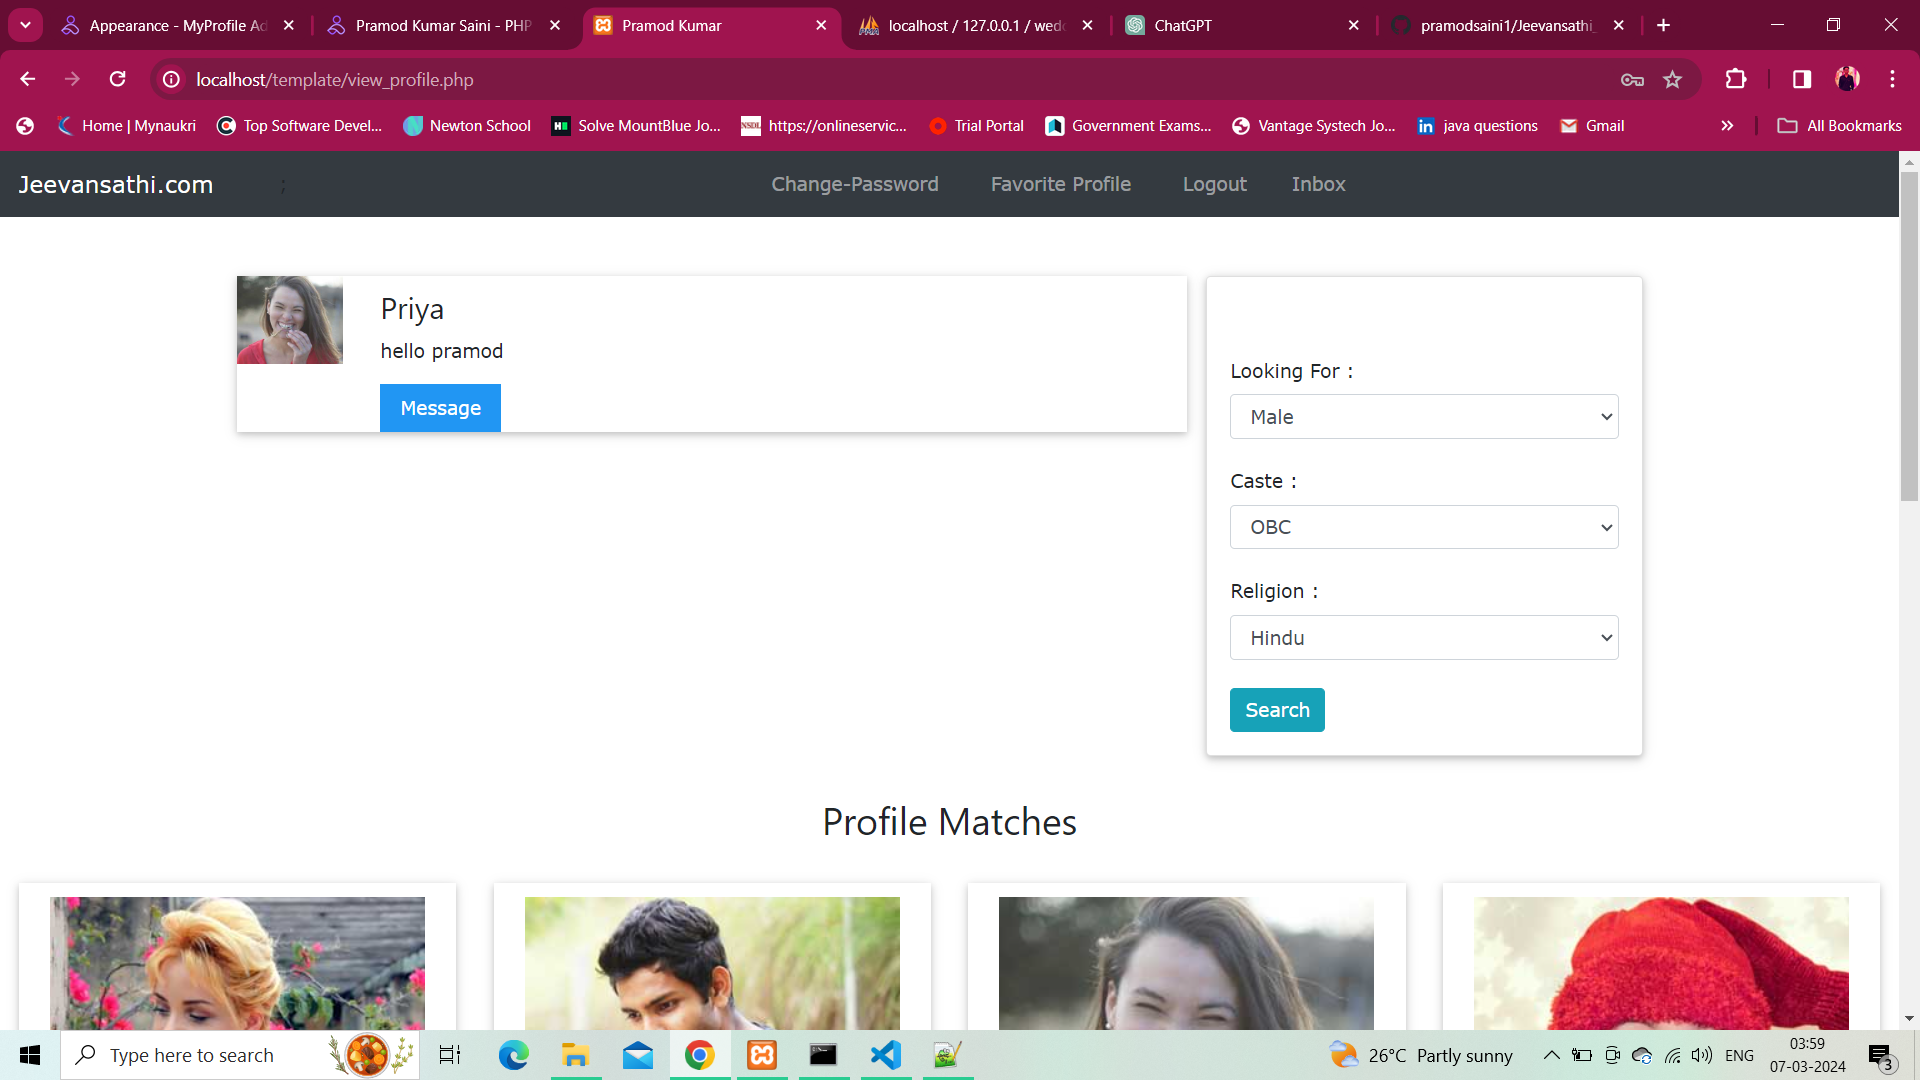 Appearance - MyProfile Ad
Pramod Kumar Saini - PHP
Pramod Kumar
localhost / 127.0.0.1 / wedd
ChatGPT
pramodsaini1/Jeevansathi_
localhost/template/view_profile.php
Home | Mynaukri
Top Software Devel...
Newton School
Solve MountBlue Jo...
NSDL
https://onlineservic...
Trial Portal
Government Exams...
Vantage Systech Jo...
java questions
Gmail
All Bookmarks
Jeevansathi.com
;
Change-Password
Favorite Profile
Logout
Inbox
Priya
hello pramod
Message
Looking For :
Male
Caste :
OBC
Religion :
Hindu
Search
Profile Matches
Type here to search
26°C Partly sunny
ENG
03:59
07-03-2024
3